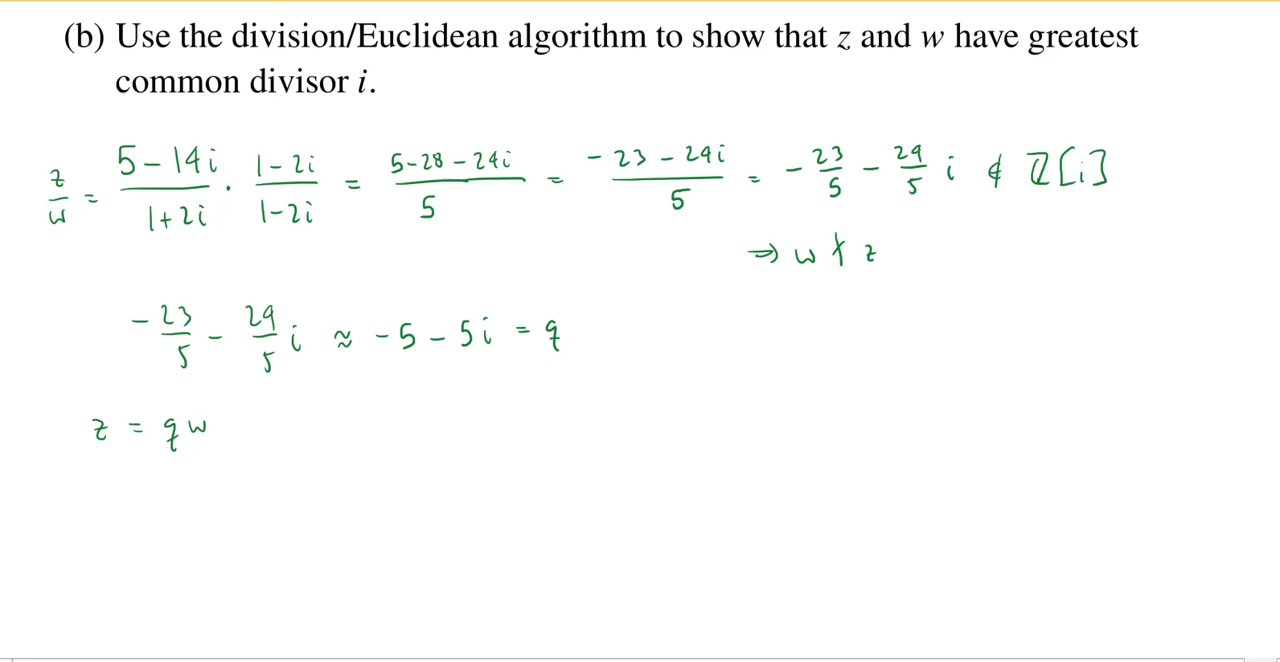 (b) Use the division/Euclidean algorithm to show that z and w have greatest
common divisor i.
z/w = (5 - 14i)/(1 + 2i) · (1 - 2i)/(1 - 2i) = (5 - 28 - 24i)/5 = (-23 - 24i)/5 = -23/5 - 24/5 i ∉ ℤ[i]
⇒ w ∤ z
-23/5 - 24/5 i ≈ -5 - 5i = q
z = qw